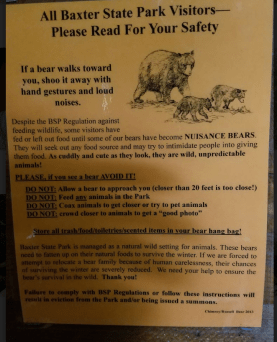 All Baxter State Park Visitors—
Please Read For Your Safety
If a bear walks toward
you, shoo it away with
hand gestures and loud
noises.
Despite the BSP Regulation against
feeding wildlife, some visitors have
fed or left out food until some of our bears have become NUISANCE BEARS.
They will seek out any food source and may try to intimidate people into giving
them food. As cuddly and cute as they look, they are wild, unpredictable
animals!
PLEASE, if you see a bear AVOID IT!
DO NOT: Allow a bear to approach you (closer than 20 feet is too close!)
DO NOT: Feed any animals in the Park
DO NOT: Coax animals to get closer or try to pet animals
DO NOT: crowd closer to animals to get a “good photo”
Store all trash/food/toiletries/scented items in your bear hang bag!
Baxter State Park is managed as a natural wild setting for animals. These bears
need to fatten up on their natural foods to survive the winter. If we are forced to
attempt to relocate a bear family because of human carelessness, their chances
of surviving the winter are severely reduced. We need your help to ensure the
bear's survival in the wild. Thank you!
Failure to comply with BSP Regulations or follow these instructions will
result in eviction from the Park and/or being issued a summons.
Chimney/Russell Bear 2013